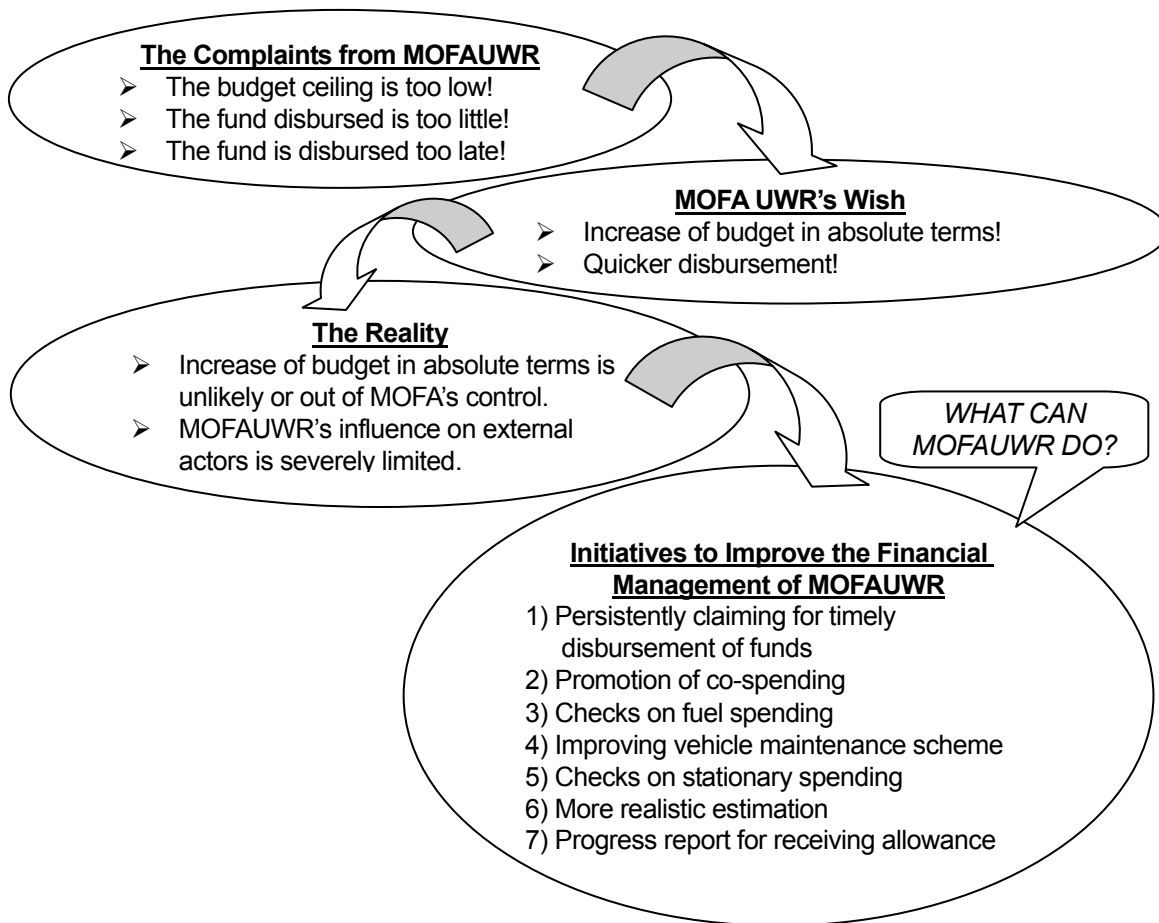 The Complaints from MOFAUWR
➢ The budget ceiling is too low!
➢ The fund disbursed is too little!
➢ The fund is disbursed too late!
MOFA UWR's Wish
➢ Increase of budget in absolute terms!
➢ Quicker disbursement!
The Reality
➢ Increase of budget in absolute terms is
unlikely or out of MOFA's control.
➢ MOFAUWR's influence on external
actors is severely limited.
WHAT CAN
MOFAUWR DO?
Initiatives to Improve the Financial
Management of MOFAUWR
1) Persistently claiming for timely
disbursement of funds
2) Promotion of co-spending
3) Checks on fuel spending
4) Improving vehicle maintenance scheme
5) Checks on stationary spending
6) More realistic estimation
7) Progress report for receiving allowance